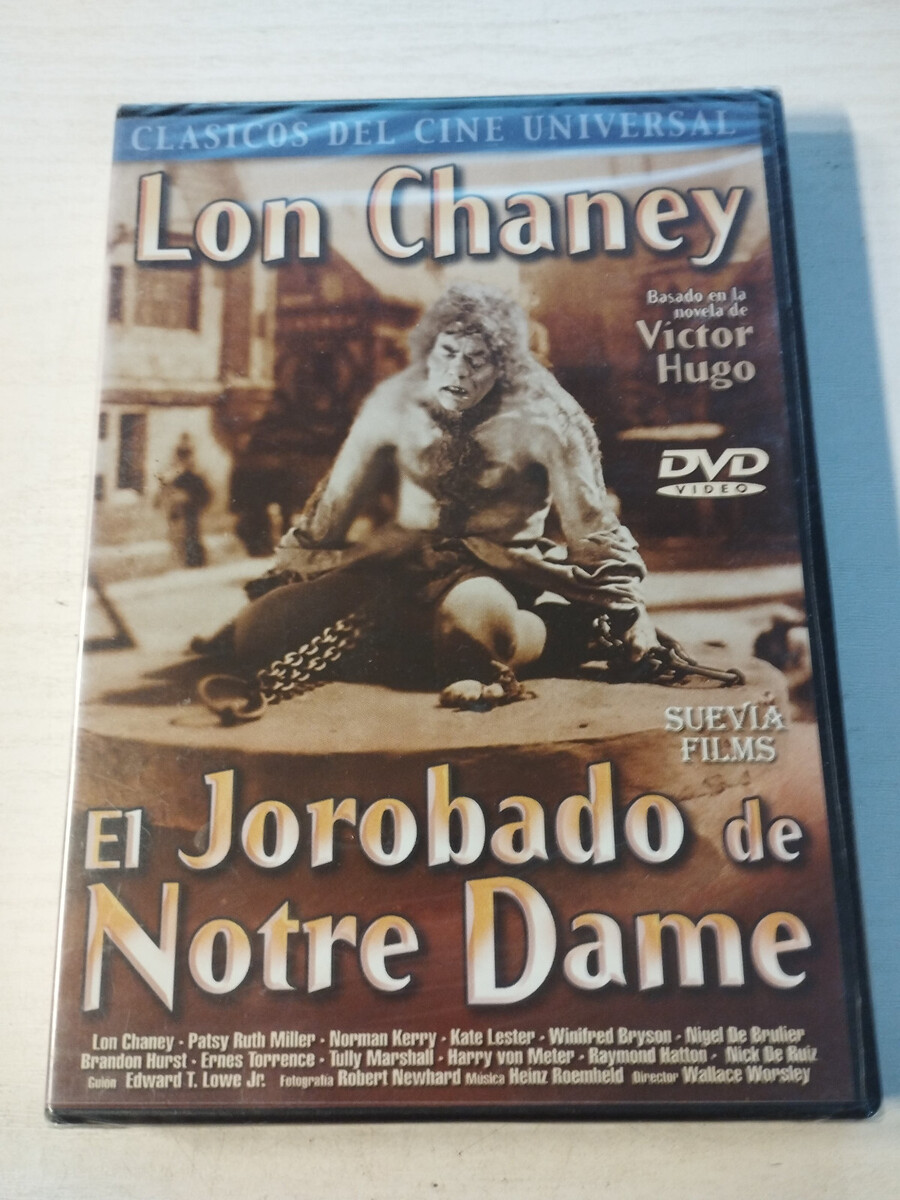 CLASICOS DEL CINE UNIVERSAL
Lon Chaney
Basado en la
novela de
Víctor
Hugo
DVD
VIDEO
SUEVIA
FILMS
El Jorobado de
Notre Dame
Lon Chaney · Patsy Ruth Miller · Norman Kerry · Kate Lester · Winifred Bryson · Nigel De Brulier
Brandon Hurst · Ernes Torrence · Tully Marshall · Harry von Meter · Raymond Hatton · Nick De Ruiz
Guión Edward T. Lowe Jr. Fotografía Robert Newhard Música Heinz Roemheld Director Wallace Worsley